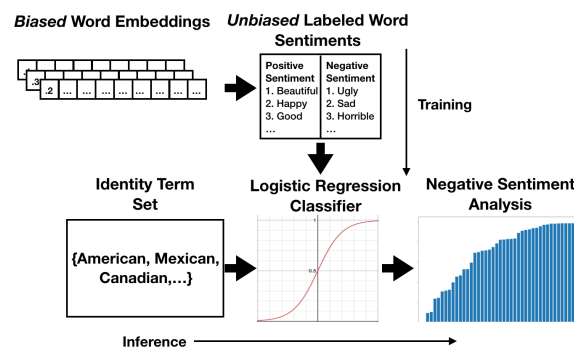 Biased Word Embeddings
Unbiased Labeled Word
Sentiments
.3
.2 ... ... ... ... ... ... ...
Positive
Sentiment
1. Beautiful
2. Happy
3. Good
...
Negative
Sentiment
1. Ugly
2. Sad
3. Horrible
...
Training
Identity Term
Set
{American, Mexican,
Canadian,...}
Logistic Regression
Classifier
1
0.5
Negative Sentiment
Analysis
Inference